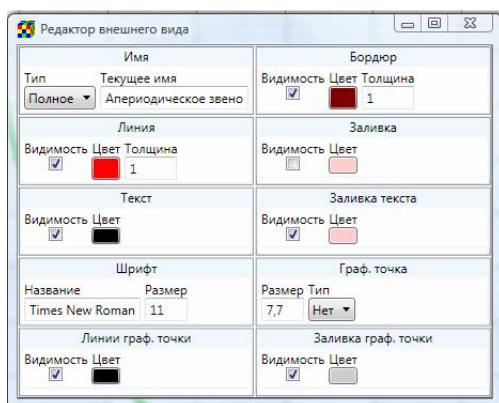 Редактор внешнего вида
Имя
Тип Текущее имя
Полное Апериодическое звено
Бордюр
Видимость Цвет Толщина
1
Линия
Видимость Цвет Толщина
1
Заливка
Видимость Цвет
Текст
Видимость Цвет
Заливка текста
Видимость Цвет
Шрифт
Название Размер
Times New Roman 11
Граф. точка
Размер Тип
7,7 Нет
Линии граф. точки
Видимость Цвет
Заливка граф. точки
Видимость Цвет